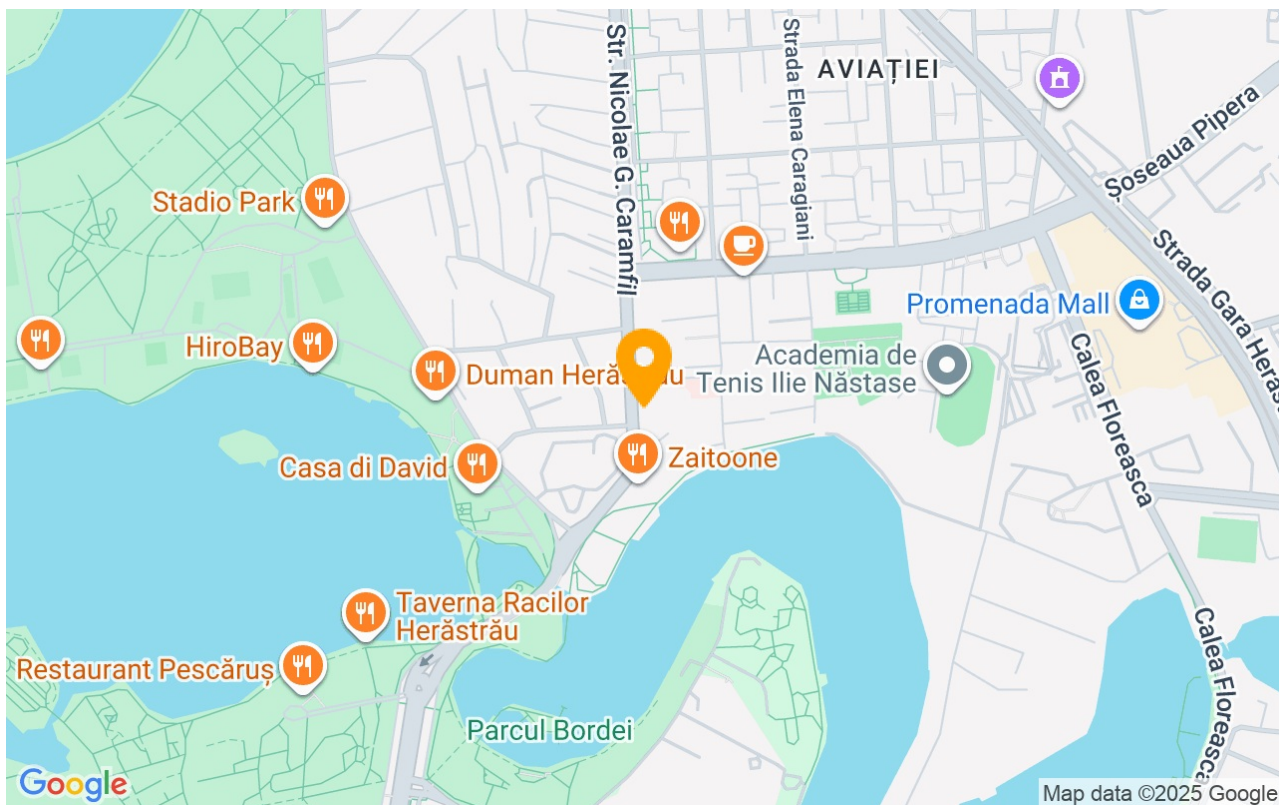 Str. Nicolae G. Caramfil
Strada Elena Caragiani
AVIAȚIEI
Șoseaua Pipera
Stadio Park
Strada Gara Herăst
Promenada Mall
HiroBay
Duman Herăstrău
Academia de
Tenis Ilie Năstase
Calea Floreasca
Casa di David
Zaitoone
Taverna Racilor
Herăstrău
Restaurant Pescăruș
Calea Floreasca
Parcul Bordei
Google
Map data ©2025 Google